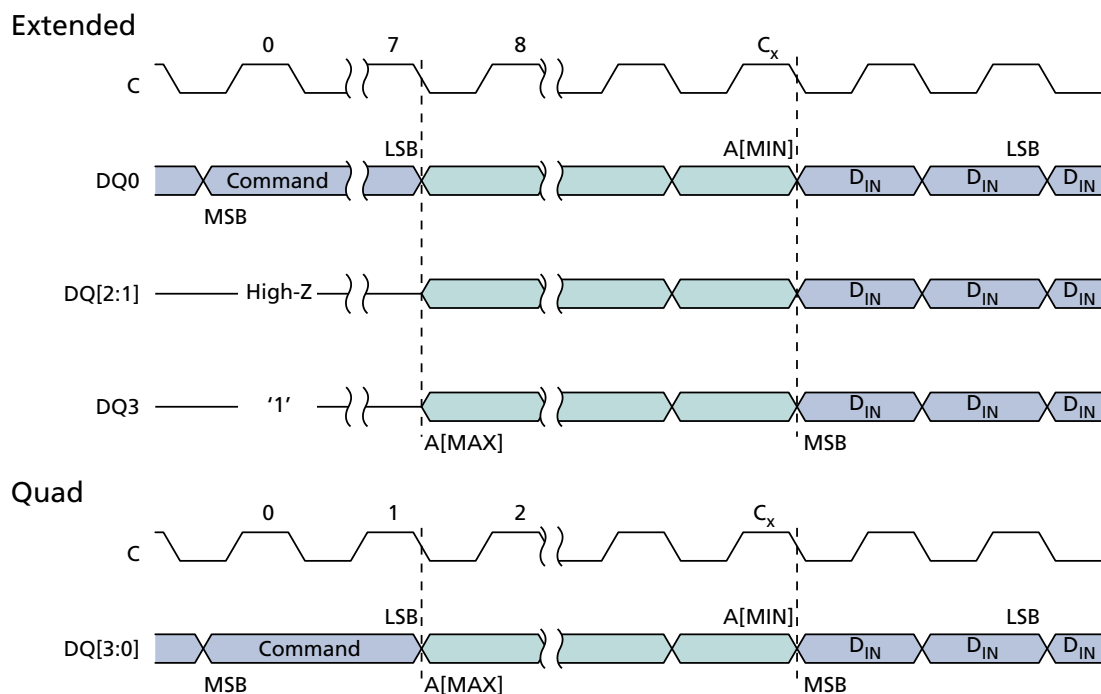 Extended
0 7 8 Cx
C
LSB A[MIN] LSB
DQ0 Command DIN DIN DIN
MSB
DQ[2:1] High-Z DIN DIN DIN
DQ3 ‘1’ DIN DIN DIN
A[MAX] MSB
Quad
0 1 2 Cx
C
LSB A[MIN] LSB
DQ[3:0] Command DIN DIN DIN
MSB A[MAX] MSB